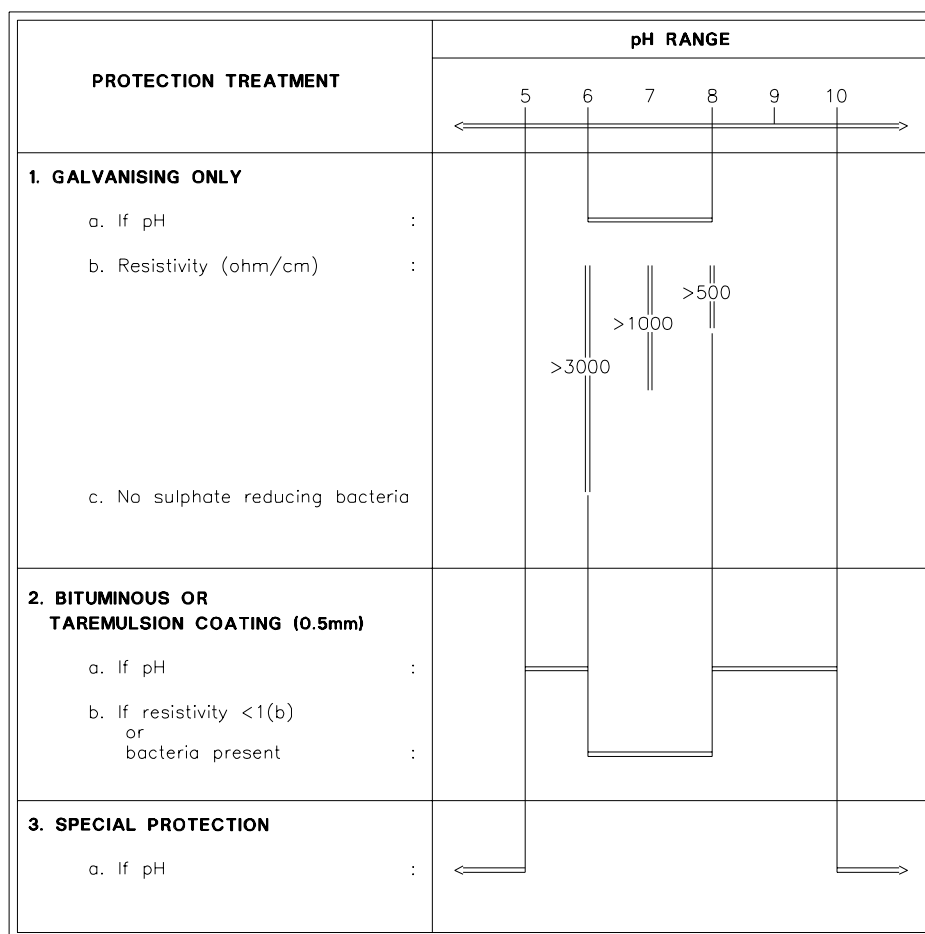 PROTECTION TREATMENT
pH RANGE
5 6 7 8 9 10
1. GALVANISING ONLY
a. If pH :
b. Resistivity (ohm/cm) :
>500
>1000
>3000
c. No sulphate reducing bacteria
2. BITUMINOUS OR
TAREMULSION COATING (0.5mm)
a. If pH :
b. If resistivity <1(b)
or
bacteria present :
3. SPECIAL PROTECTION
a. If pH :